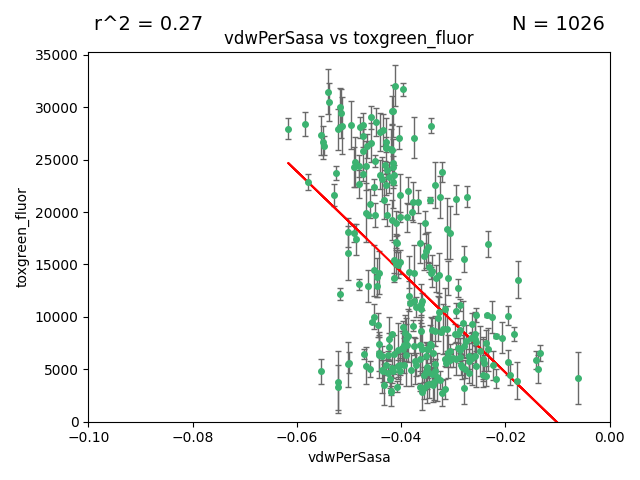 r^2 = 0.27
N = 1026
vdwPerSasa vs toxgreen_fluor
35000
30000
25000
20000
15000
10000
5000
0
toxgreen_fluor
−0.10
−0.08
−0.06
−0.04
−0.02
0.00
vdwPerSasa